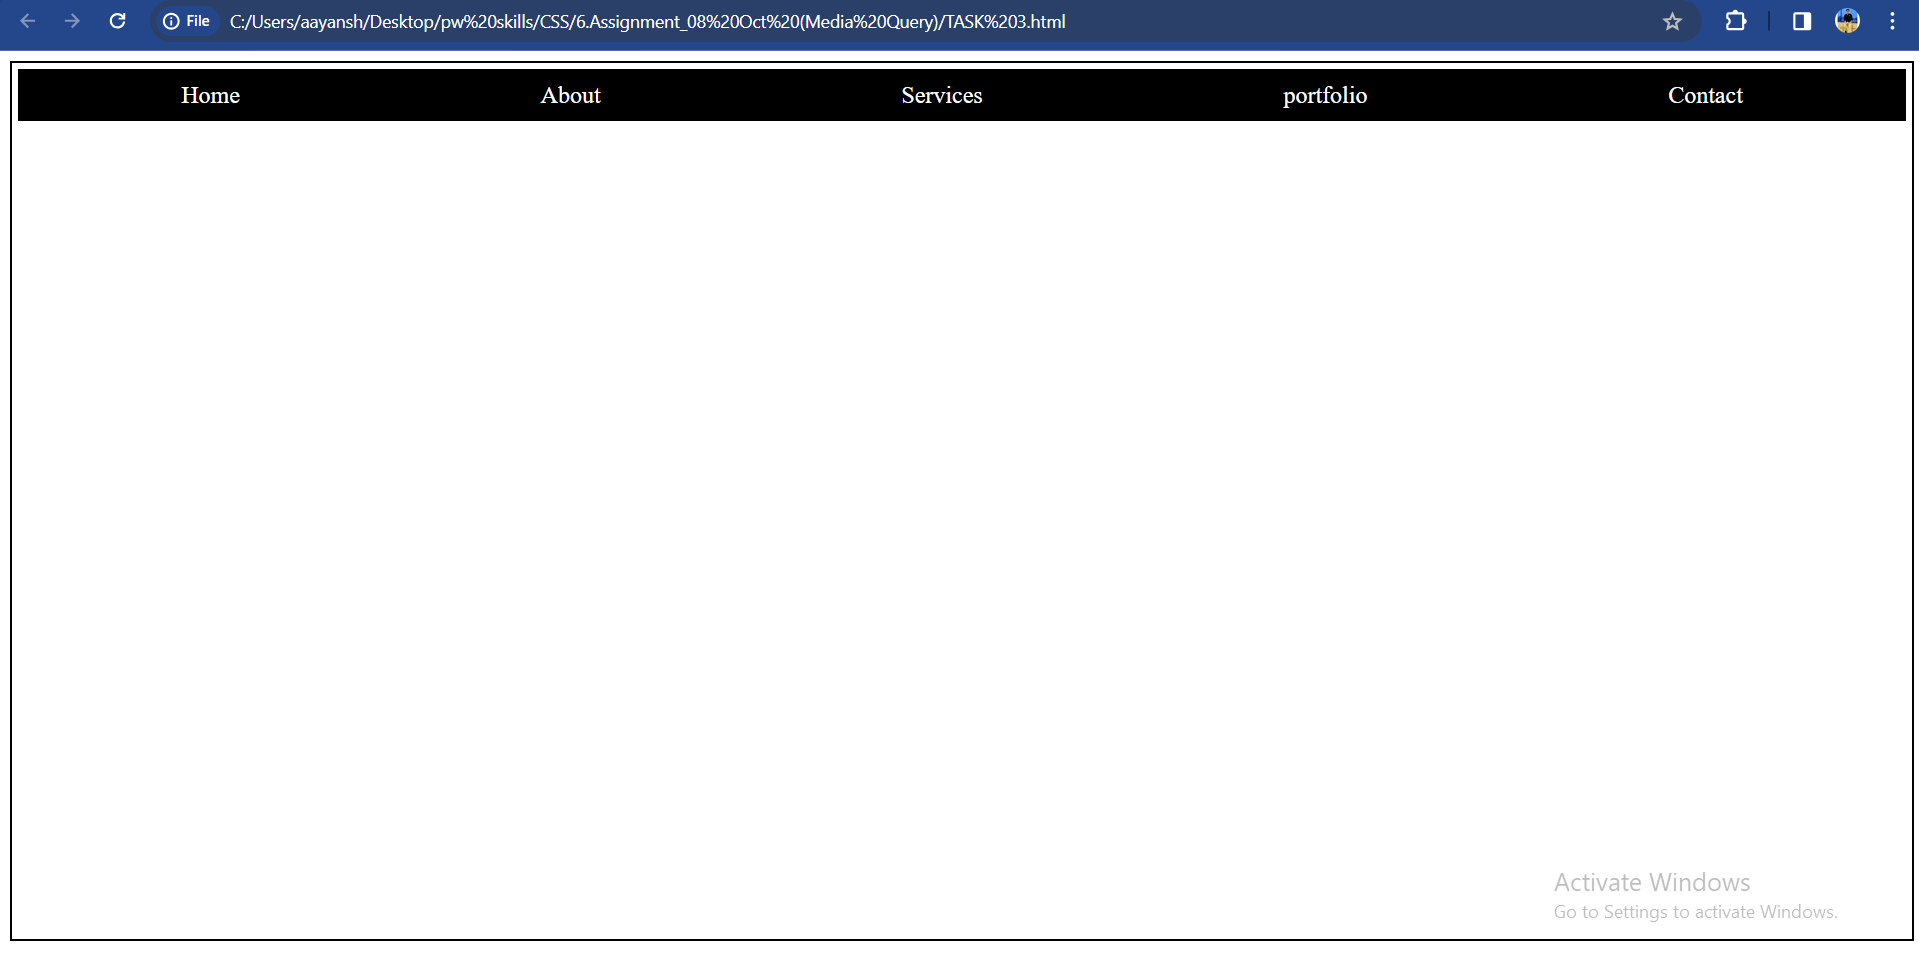 File C:/Users/aayansh/Desktop/pw%20skills/CSS/6.Assignment_08%20Oct%20(Media%20Query)/TASK%203.html
Home About Services portfolio Contact
Activate Windows
Go to Settings to activate Windows.